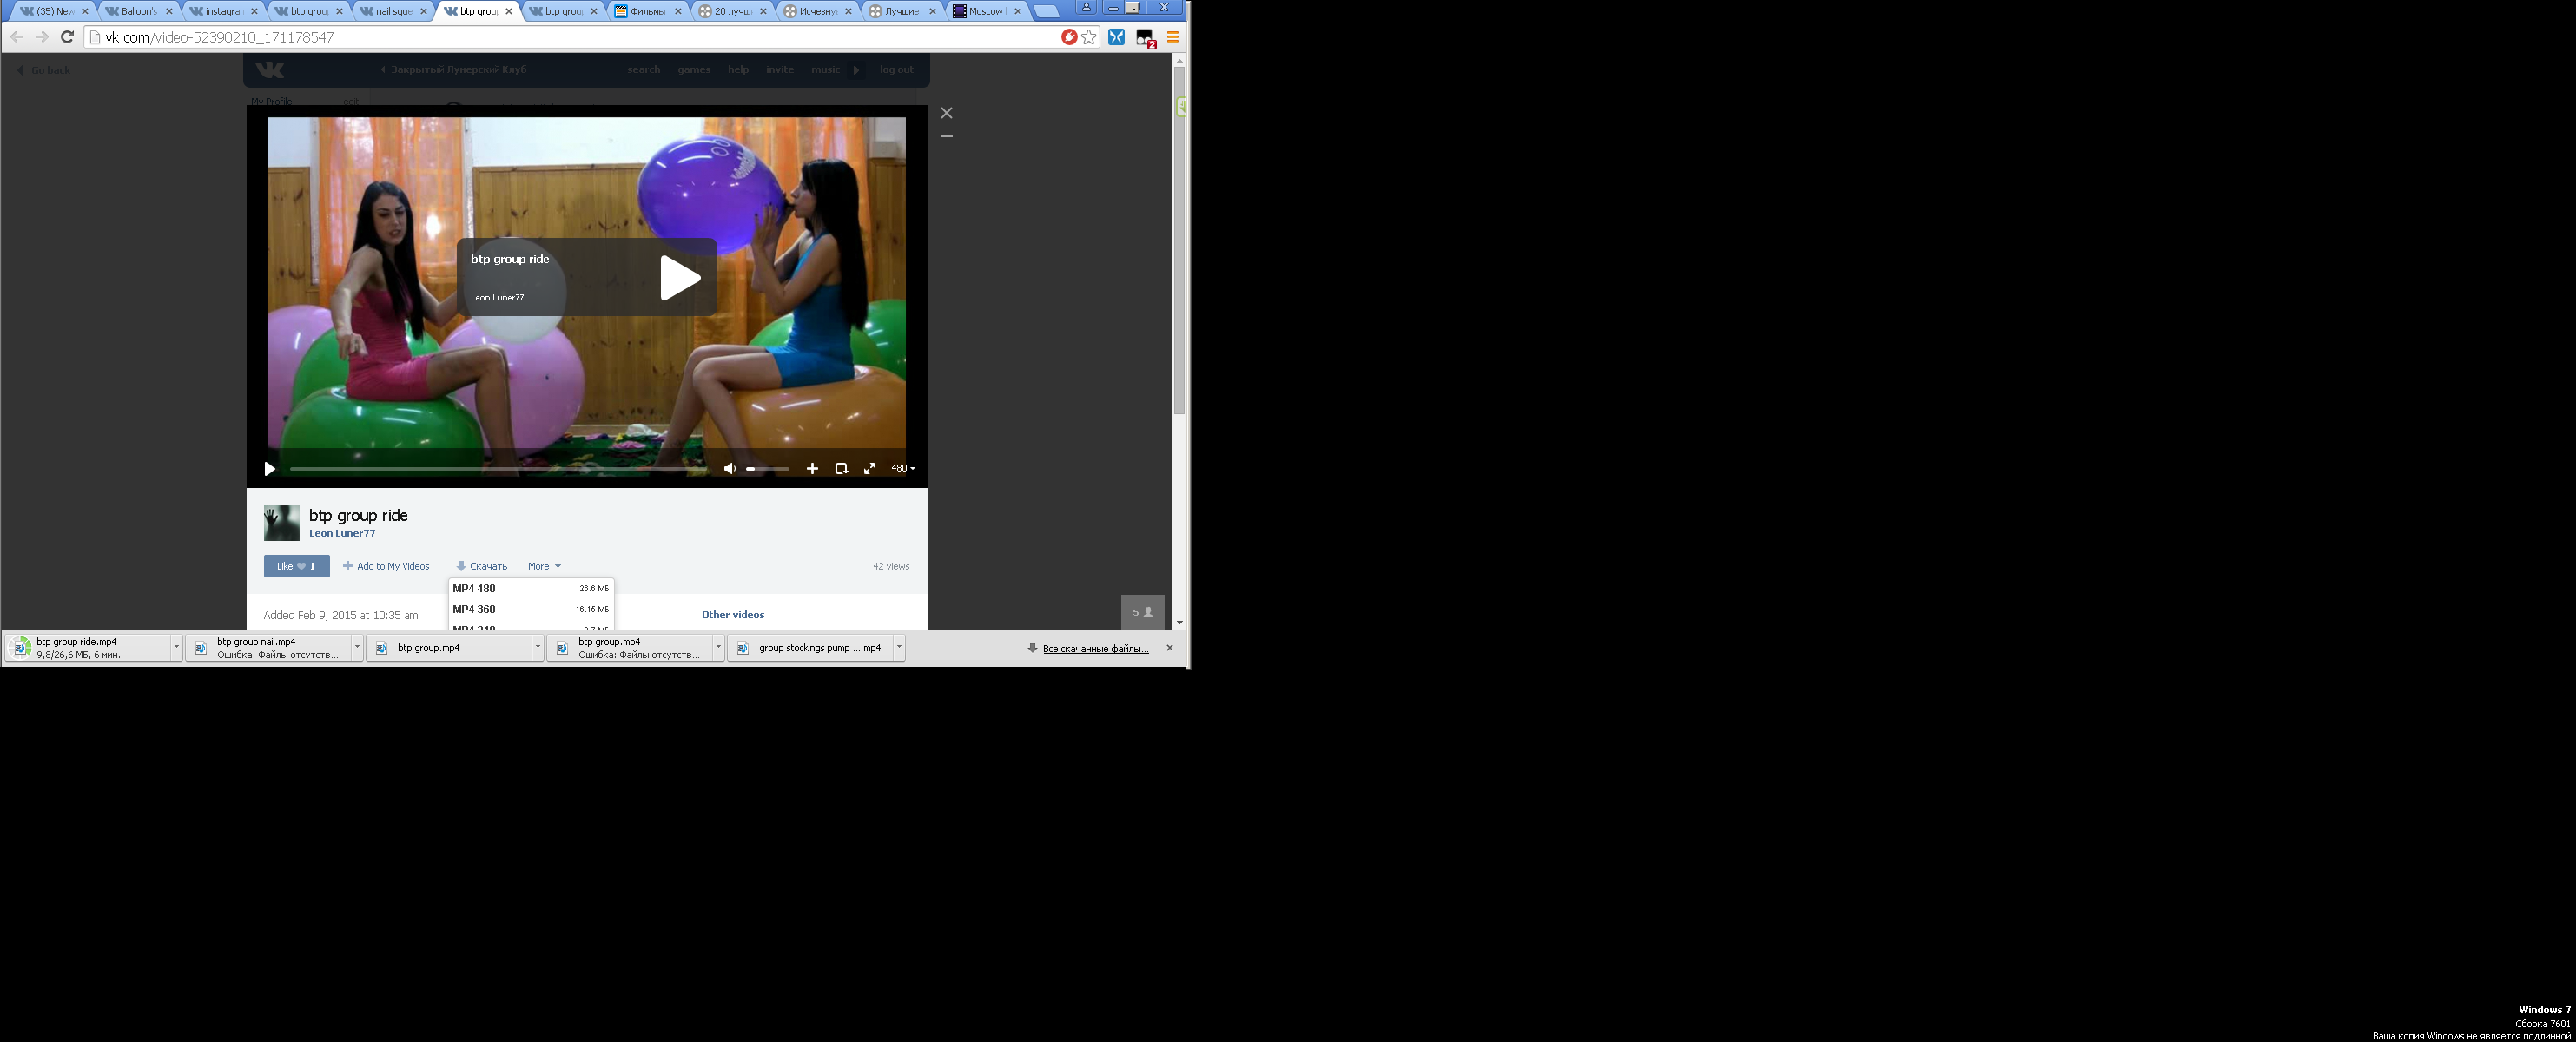 (35) New
Balloon's
instagran
btp grou
nail sque
btp grou
btp grou
Фильмы
20 лучш
Исчезну
Лучшие
Moscow
vk.com/video-52390210_171178547
2
Go back
Закрытый Лунерский Клуб
search
games
help
invite
music
log out
My Profile
edit
btp group ride
Leon Luner77
480
btp group ride
Leon Luner77
Like 1
Add to My Videos
Скачать
More
42 views
MP4 480 26.6 МБ
MP4 360 16.15 МБ
Added Feb 9, 2015 at 10:35 am
Other videos
5
btp group ride.mp4
9,8/26,6 МБ, 6 мин.
btp group nail.mp4
Ошибка: Файлы отсутств...
btp group.mp4
btp group.mp4
Ошибка: Файлы отсутств...
group stockings pump ....mp4
Все скачанные файлы...
Windows 7
Сборка 7601
Ваша копия Windows не является подлинной